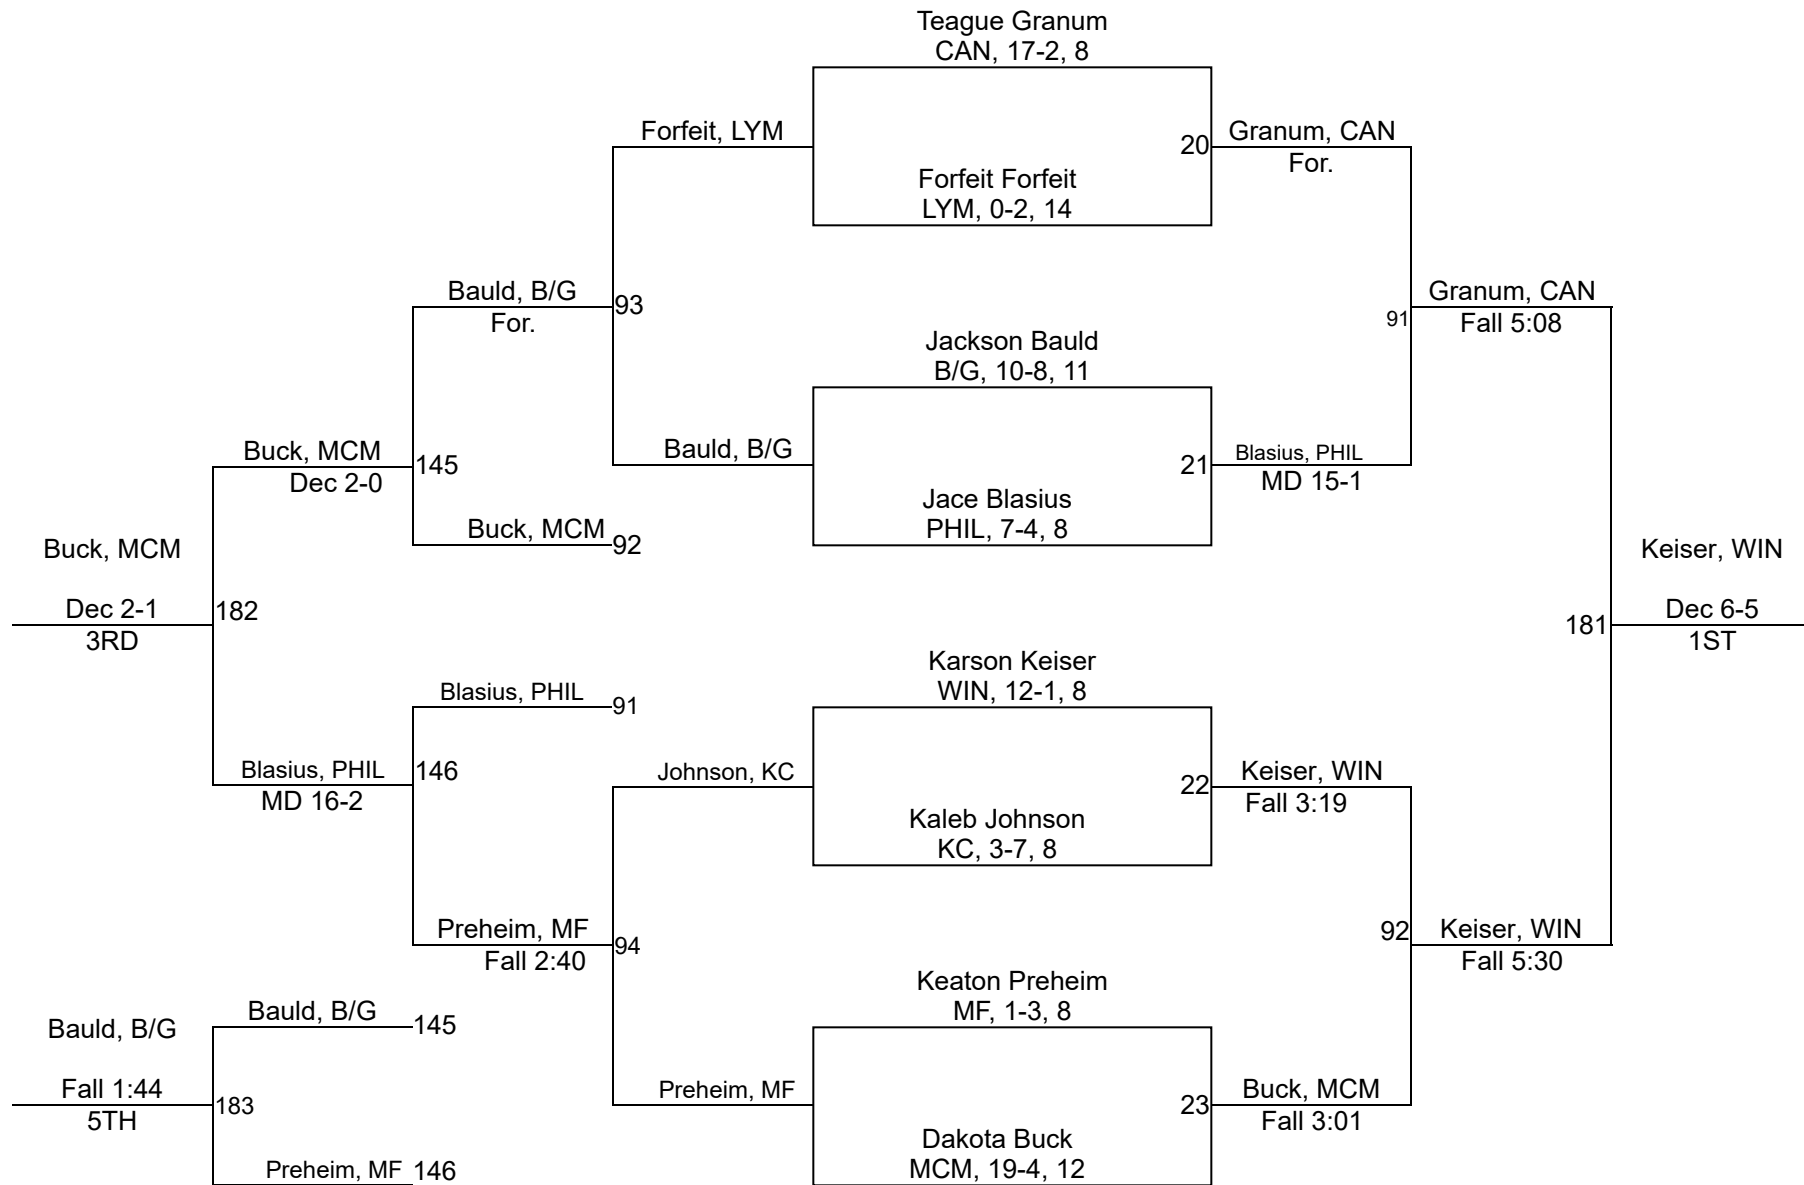 Teague Granum
CAN, 17-2, 8
Forfeit, LYM
20
Granum, CAN
For.
Forfeit Forfeit
LYM, 0-2, 14
Bauld, B/G
For.
93
Granum, CAN
Fall 5:08
91
Jackson Bauld
B/G, 10-8, 11
Buck, MCM
Dec 2-0
145
Bauld, B/G
21
Blasius, PHIL
MD 15-1
Jace Blasius
PHIL, 7-4, 8
Buck, MCM
92
Buck, MCM
Dec 2-1
3RD
182
Keiser, WIN
Dec 6-5
1ST
181
Karson Keiser
WIN, 12-1, 8
Blasius, PHIL
91
Blasius, PHIL
MD 16-2
146
Johnson, KC
22
Keiser, WIN
Fall 3:19
Kaleb Johnson
KC, 3-7, 8
Preheim, MF
Fall 2:40
94
92
Keiser, WIN
Fall 5:30
Keaton Preheim
MF, 1-3, 8
Bauld, B/G
145
Bauld, B/G
Fall 1:44
5TH
183
Preheim, MF
23
Buck, MCM
Fall 3:01
Dakota Buck
MCM, 19-4, 12
Preheim, MF
146